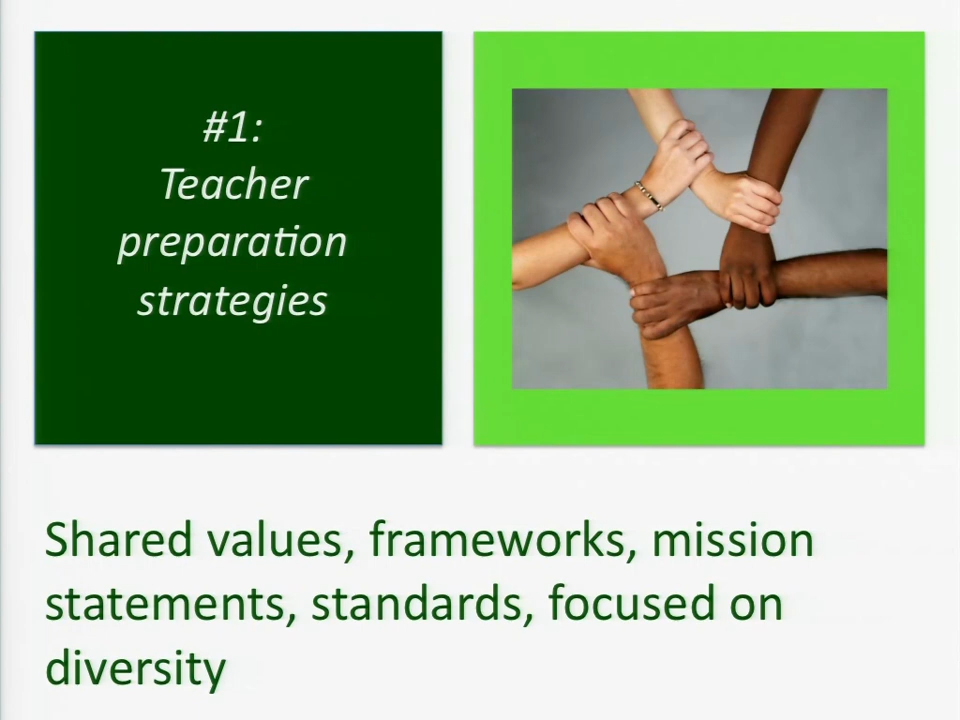 #1:
Teacher
preparation
strategies
Shared values, frameworks, mission
statements, standards, focused on
diversity